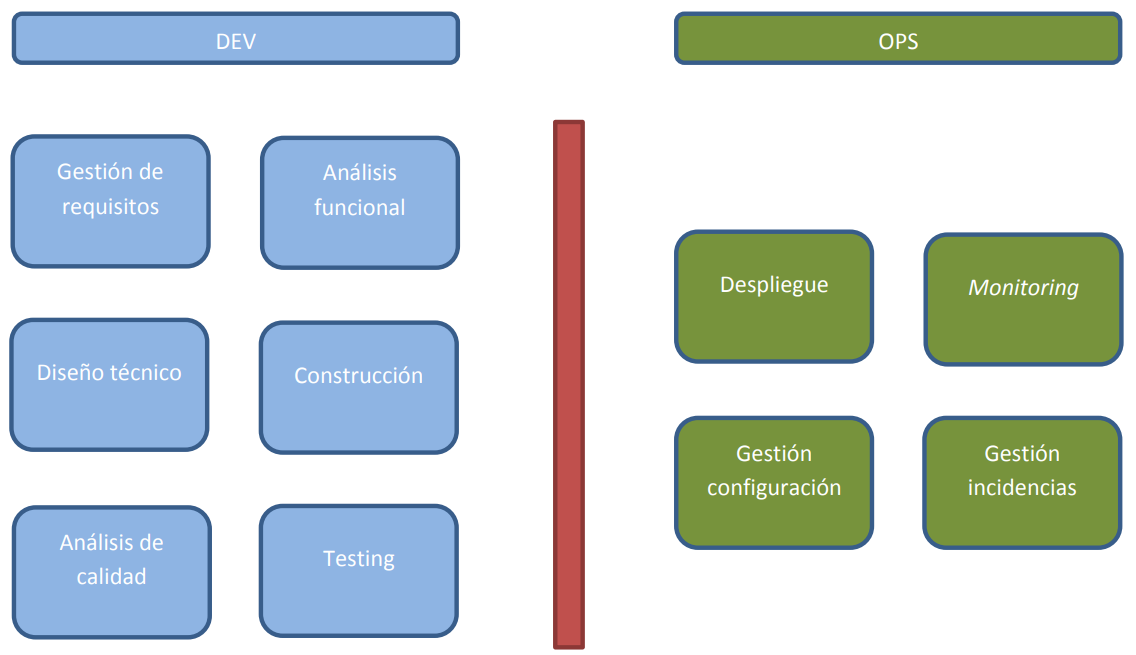 DEV
OPS
Gestión de
requisitos
Análisis
funcional
Despliegue
Monitoring
Diseño técnico
Construcción
Gestión
configuración
Gestión
incidencias
Análisis de
calidad
Testing